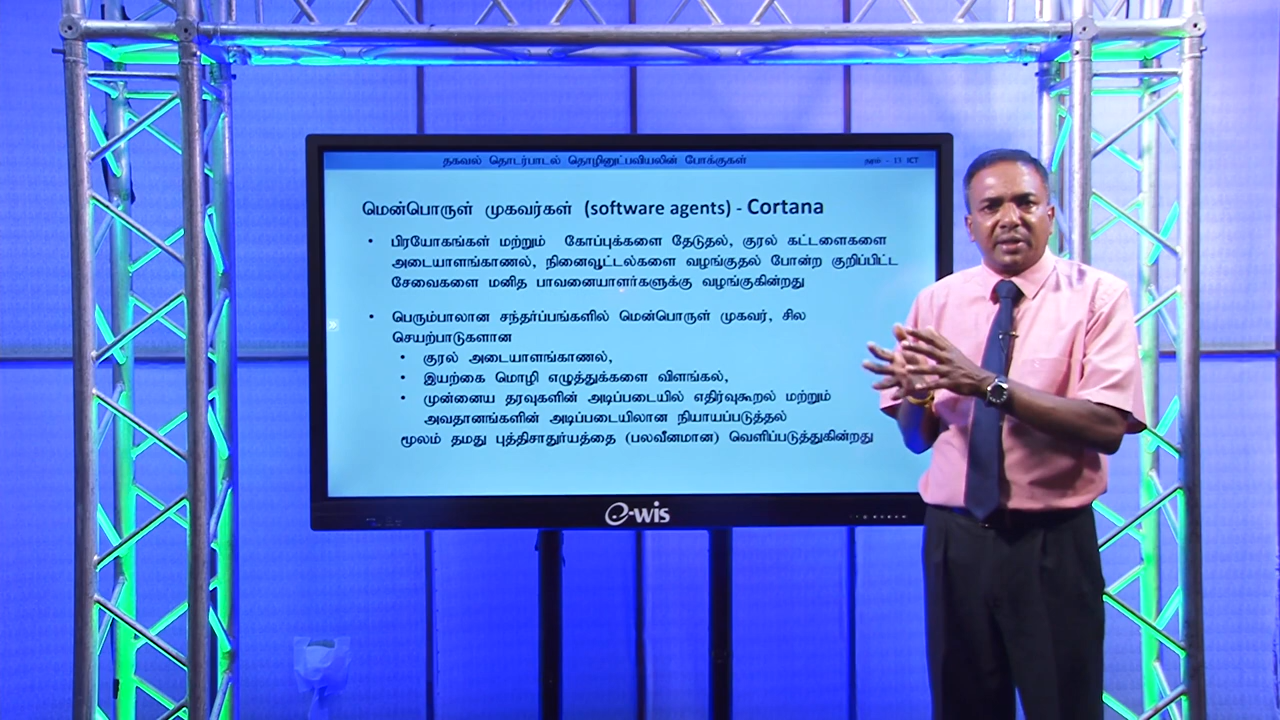 தகவல் தொடர்பாடல் தொழினுட்பவியலின் போக்குகள்
தரம் - 13 ICT
மென்பொருள் முகவர்கள் (software agents) - Cortana
• பிரயோகங்கள் மற்றும் கோப்புக்களை தேடுதல், குரல் கட்டளைகளை
அடையாளங்காணல், நினைவூட்டல்களை வழங்குதல் போன்ற குறிப்பிட்ட
சேவைகளை மனித பாவனையாளர்களுக்கு வழங்குகின்றது
• பெரும்பாலான சந்தர்ப்பங்களில் மென்பொருள் முகவர், சில
செயற்பாடுகளான
• குரல் அடையாளங்காணல்,
• இயற்கை மொழி எழுத்துக்களை விளங்கல்,
• முன்னைய தரவுகளின் அடிப்படையில் எதிர்வுகூறல் மற்றும்
அவதானங்களின் அடிப்படையிலான நியாயப்படுத்தல்
மூலம் தமது புத்திசாதுர்யத்தை (பலவீனமான) வெளிப்படுத்துகின்றது
e-wis